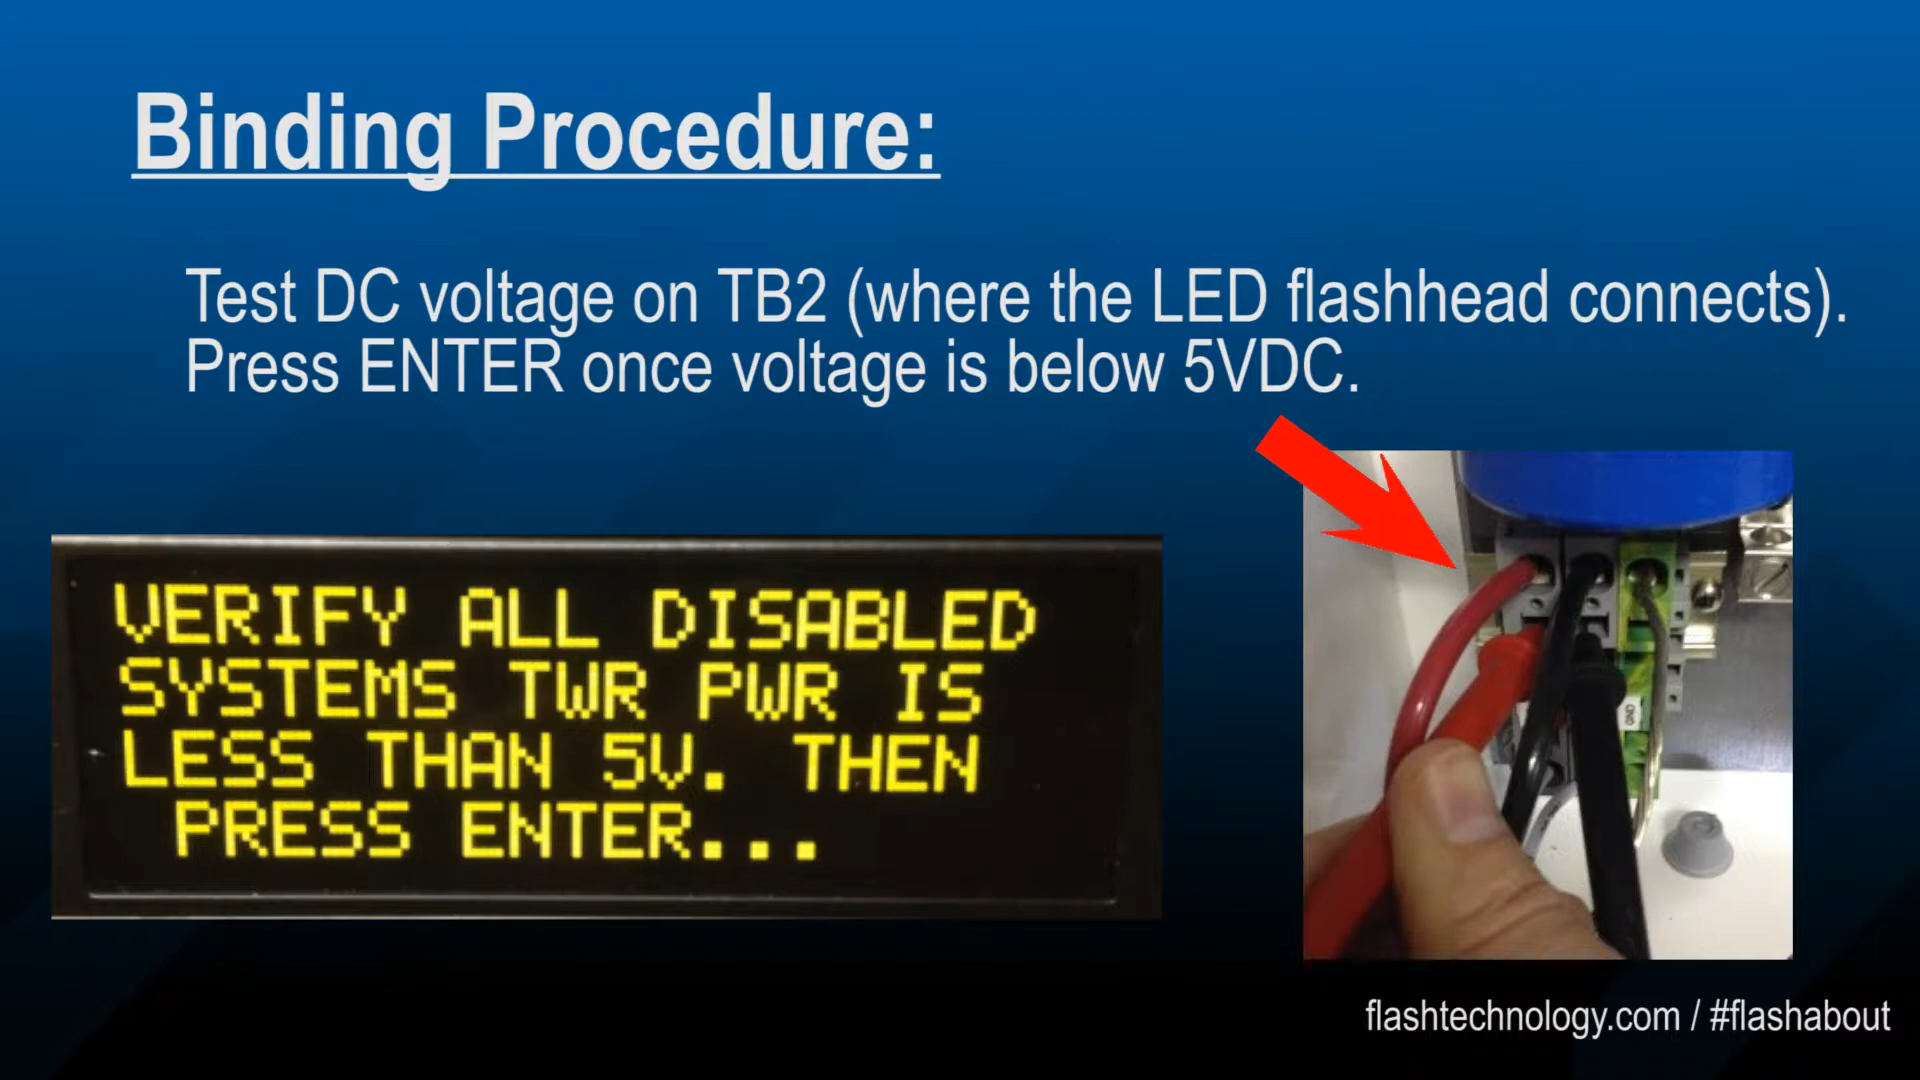 Binding Procedure:
Test DC voltage on TB2 (where the LED flashhead connects).
Press ENTER once voltage is below 5VDC.
VERIFY ALL DISABLED
SYSTEMS TWR PWR IS
LESS THAN 5V. THEN
PRESS ENTER...
GND
flashtechnology.com / #flashabout